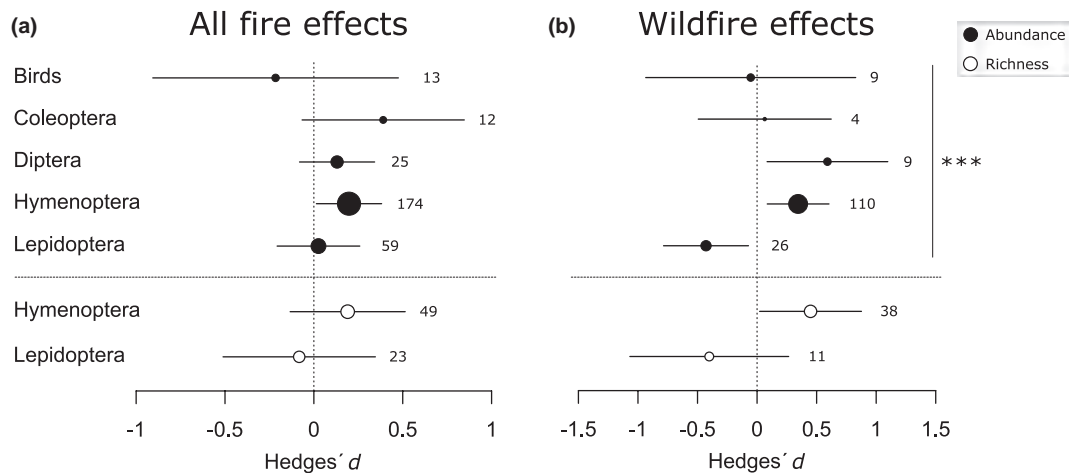 (a) All fire effects
(b) Wildfire effects
Abundance
Richness
Birds 13 9
Coleoptera 12 4
Diptera 25 9 ***
Hymenoptera 174 110
Lepidoptera 59 26
Hymenoptera 49 38
Lepidoptera 23 11
-1 -0.5 0 0.5 1
-1.5 -1 -0.5 0 0.5 1 1.5
Hedges´ d
Hedges´ d